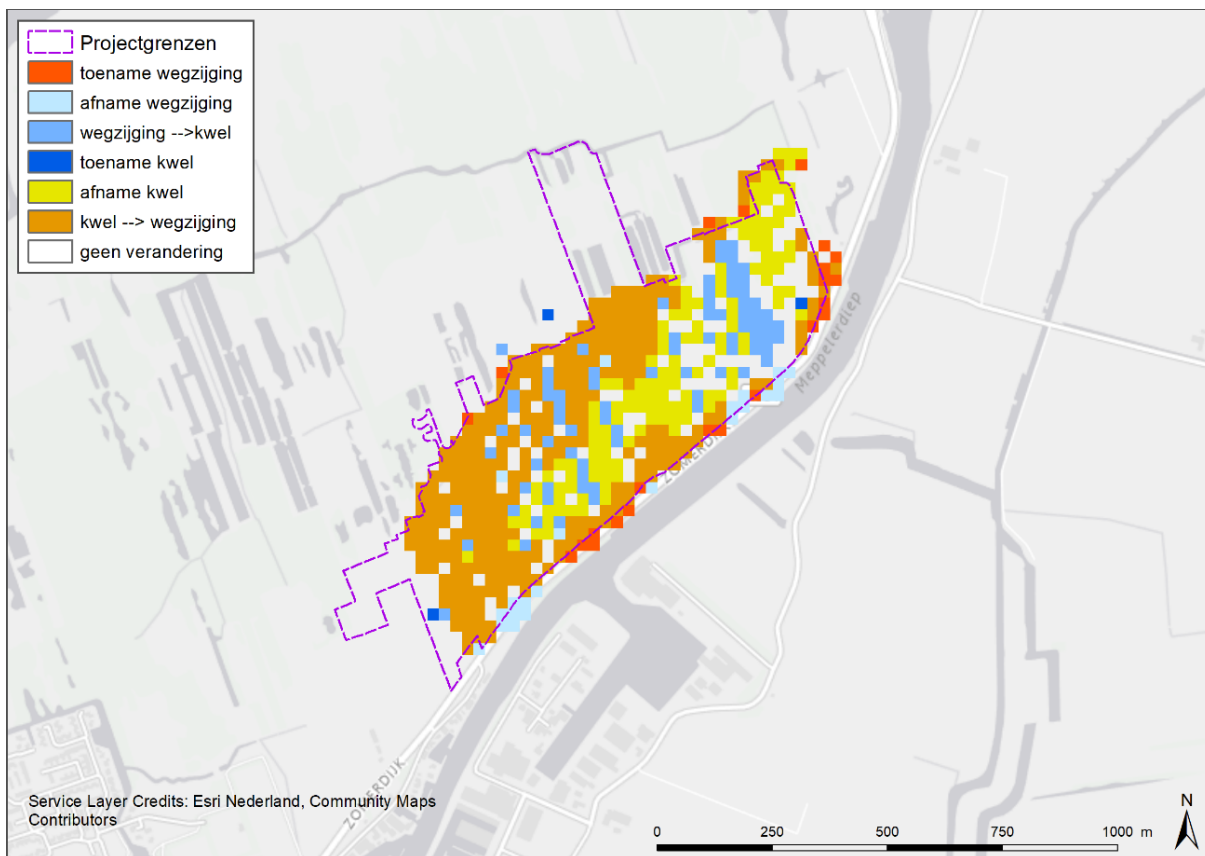 Projectgrenzen
toename wegzijging
afname wegzijging
wegzijging -->kwel
toename kwel
afname kwel
kwel --> wegzijging
geen verandering
Meppelerdiep
ZOMERDIJK
ZOMERDIJK
Service Layer Credits: Esri Nederland, Community Maps
Contributors
0 250 500 750 1000 m
N